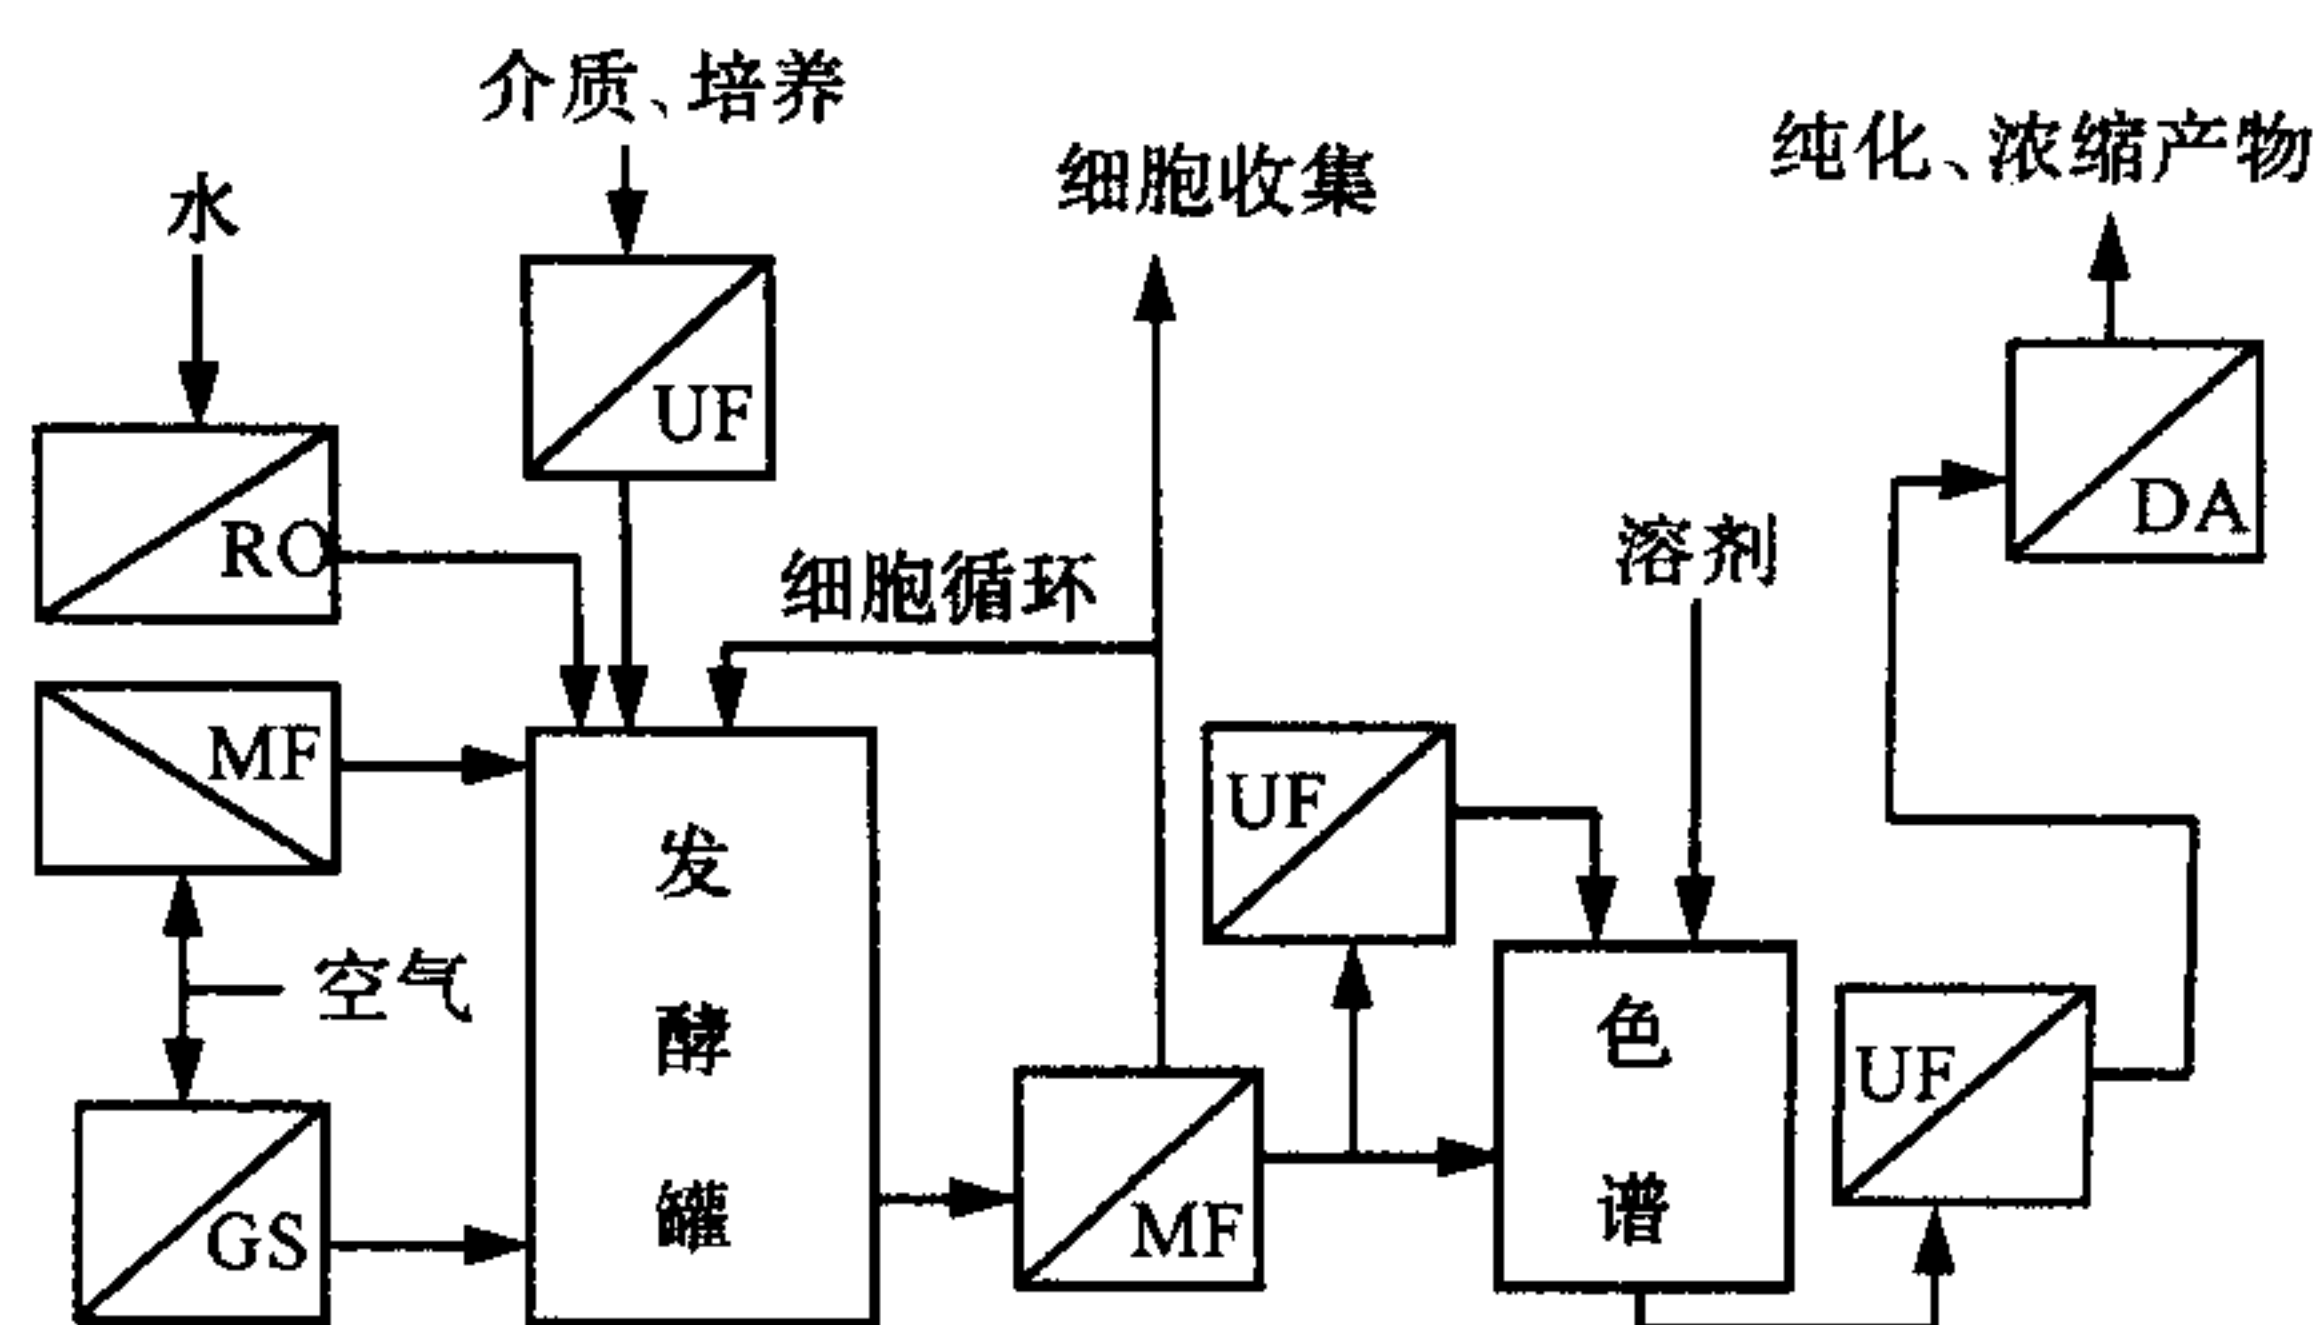 介质、培养
纯化、浓缩产物
细胞收集
水
UF
DA
RO
溶剂
细胞循环
MF
UF
发酵罐
空气
色谱
UF
GS
MF